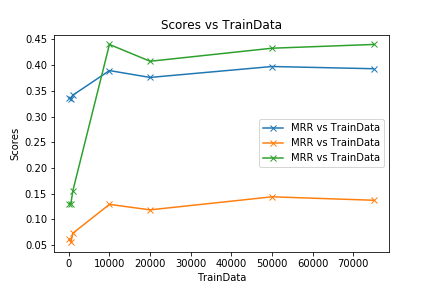 Scores vs TrainData
0.45
0.40
0.35
0.30
0.25
0.20
0.15
0.10
0.05
Scores
MRR vs TrainData
MRR vs TrainData
MRR vs TrainData
0 10000 20000 30000 40000 50000 60000 70000
TrainData